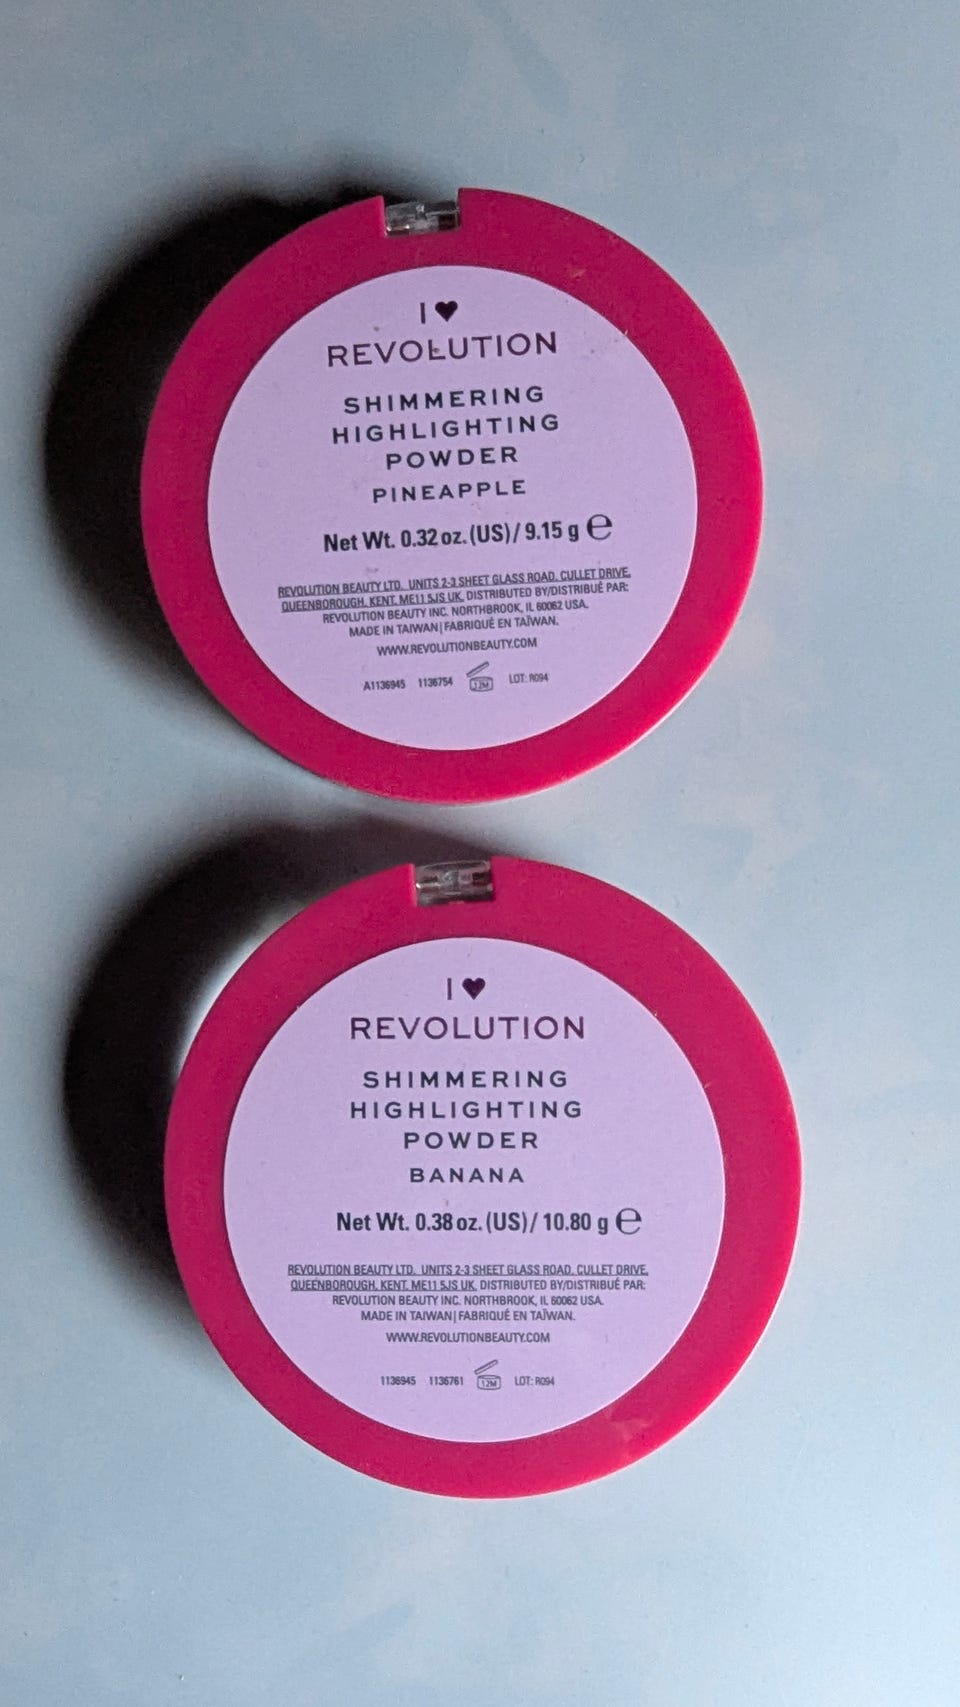 I ♥
REVOLUTION
SHIMMERING
HIGHLIGHTING
POWDER
PINEAPPLE
Net Wt. 0.32 oz. (US) / 9.15 g ℮
REVOLUTION BEAUTY LTD. UNITS 2-3 SHEET GLASS ROAD, CULLET DRIVE,
QUEENBOROUGH, KENT, ME11 5JS UK. DISTRIBUTED BY/DISTRIBUÉ PAR:
REVOLUTION BEAUTY INC. NORTHBROOK, IL 60062 USA.
MADE IN TAIWAN | FABRIQUÉ EN TAÏWAN.
WWW.REVOLUTIONBEAUTY.COM
A1136945 1136754 12M LOT: R094
I ♥
REVOLUTION
SHIMMERING
HIGHLIGHTING
POWDER
BANANA
Net Wt. 0.38 oz. (US) / 10.80 g ℮
REVOLUTION BEAUTY LTD. UNITS 2-3 SHEET GLASS ROAD, CULLET DRIVE,
QUEENBOROUGH, KENT, ME11 5JS UK. DISTRIBUTED BY/DISTRIBUÉ PAR:
REVOLUTION BEAUTY INC. NORTHBROOK, IL 60062 USA.
MADE IN TAIWAN | FABRIQUÉ EN TAÏWAN.
WWW.REVOLUTIONBEAUTY.COM
1136945 1136761 12M LOT: R094